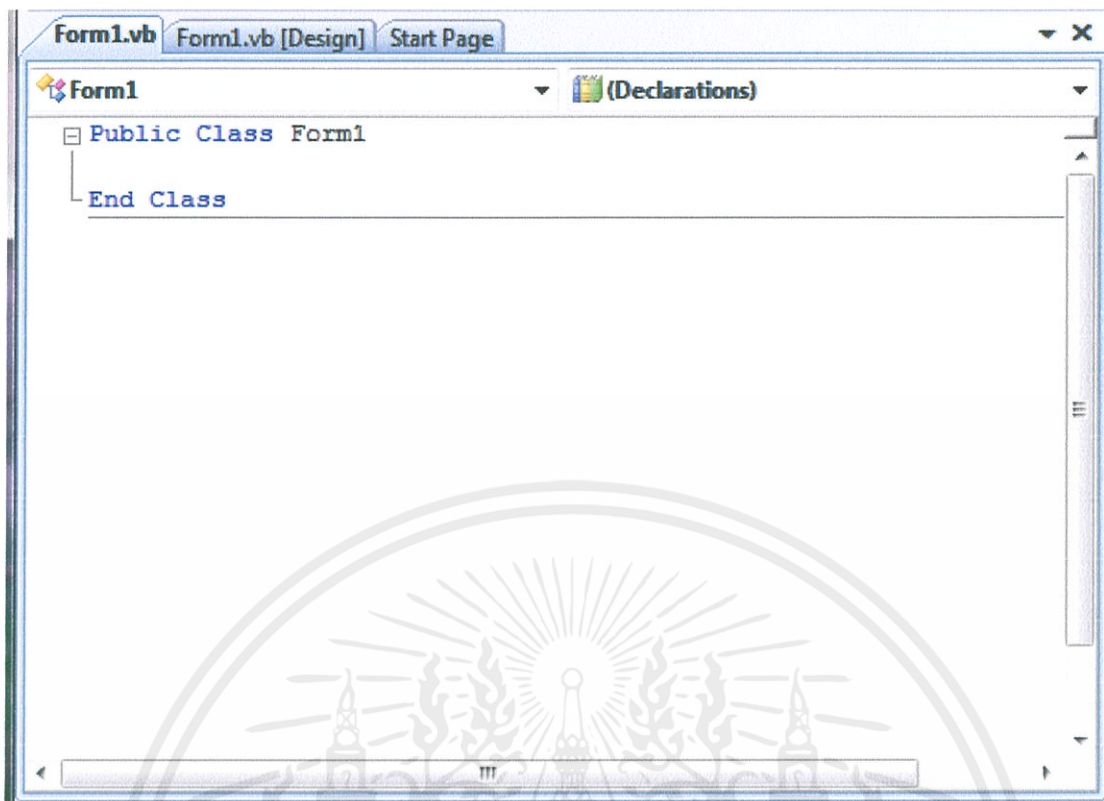 Form1.vb Form1.vb [Design] Start Page
Form1 (Declarations)
Public Class Form1
End Class